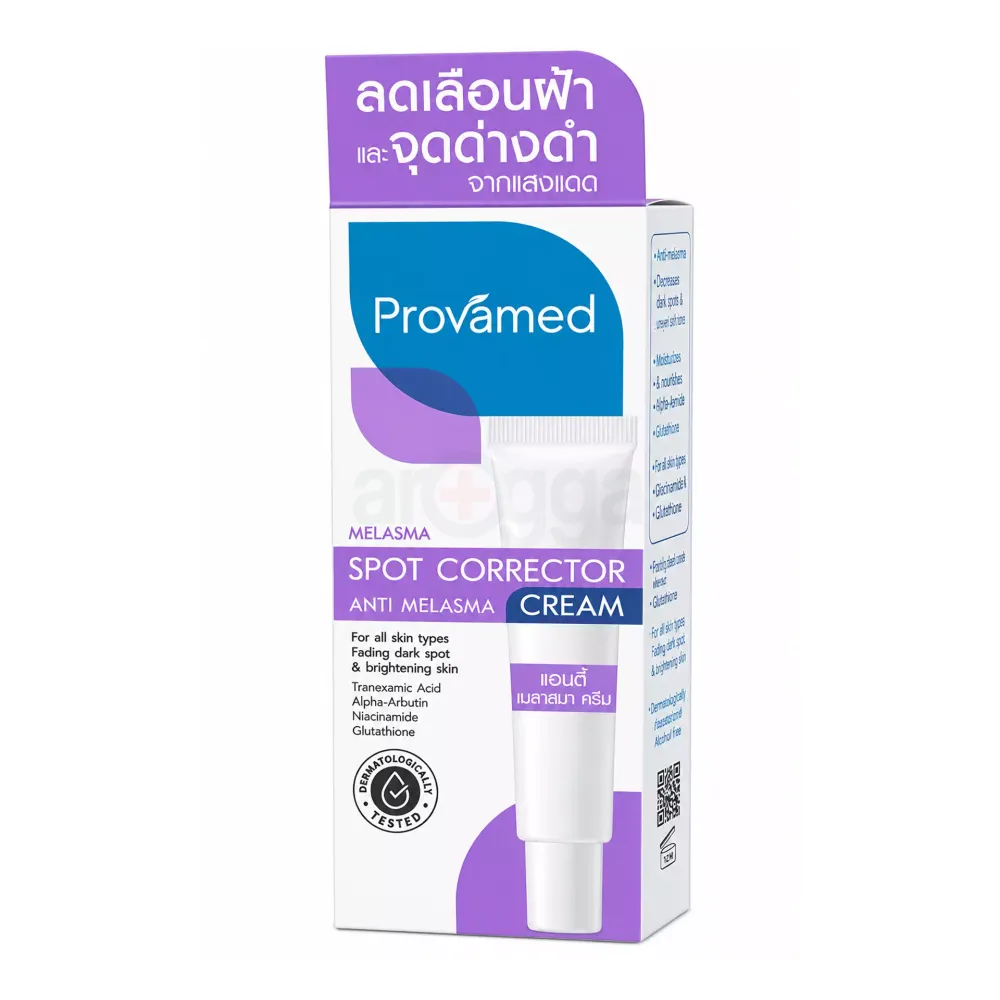 ลดเลือนฝ้า
และจุดด่างดำ
จากแสงแดด
Provamed
arogga
MELASMA
SPOT CORRECTOR
ANTI MELASMA CREAM
For all skin types
Fading dark spot
& brightening skin
Tranexamic Acid
Alpha-Arbutin
Niacinamide
Glutathione
DERMATOLOGICALLY
TESTED
แอนตี้
เมลาสมา ครีม
• Anti-melasma
• Decreases
dark spots &
• Moisturizes
& nourishes
• Glutathione
• For all skin types
• Glutathione
• For all skin types
Fading dark spot
& brightening skin
• Dermatologically
Alcohol free